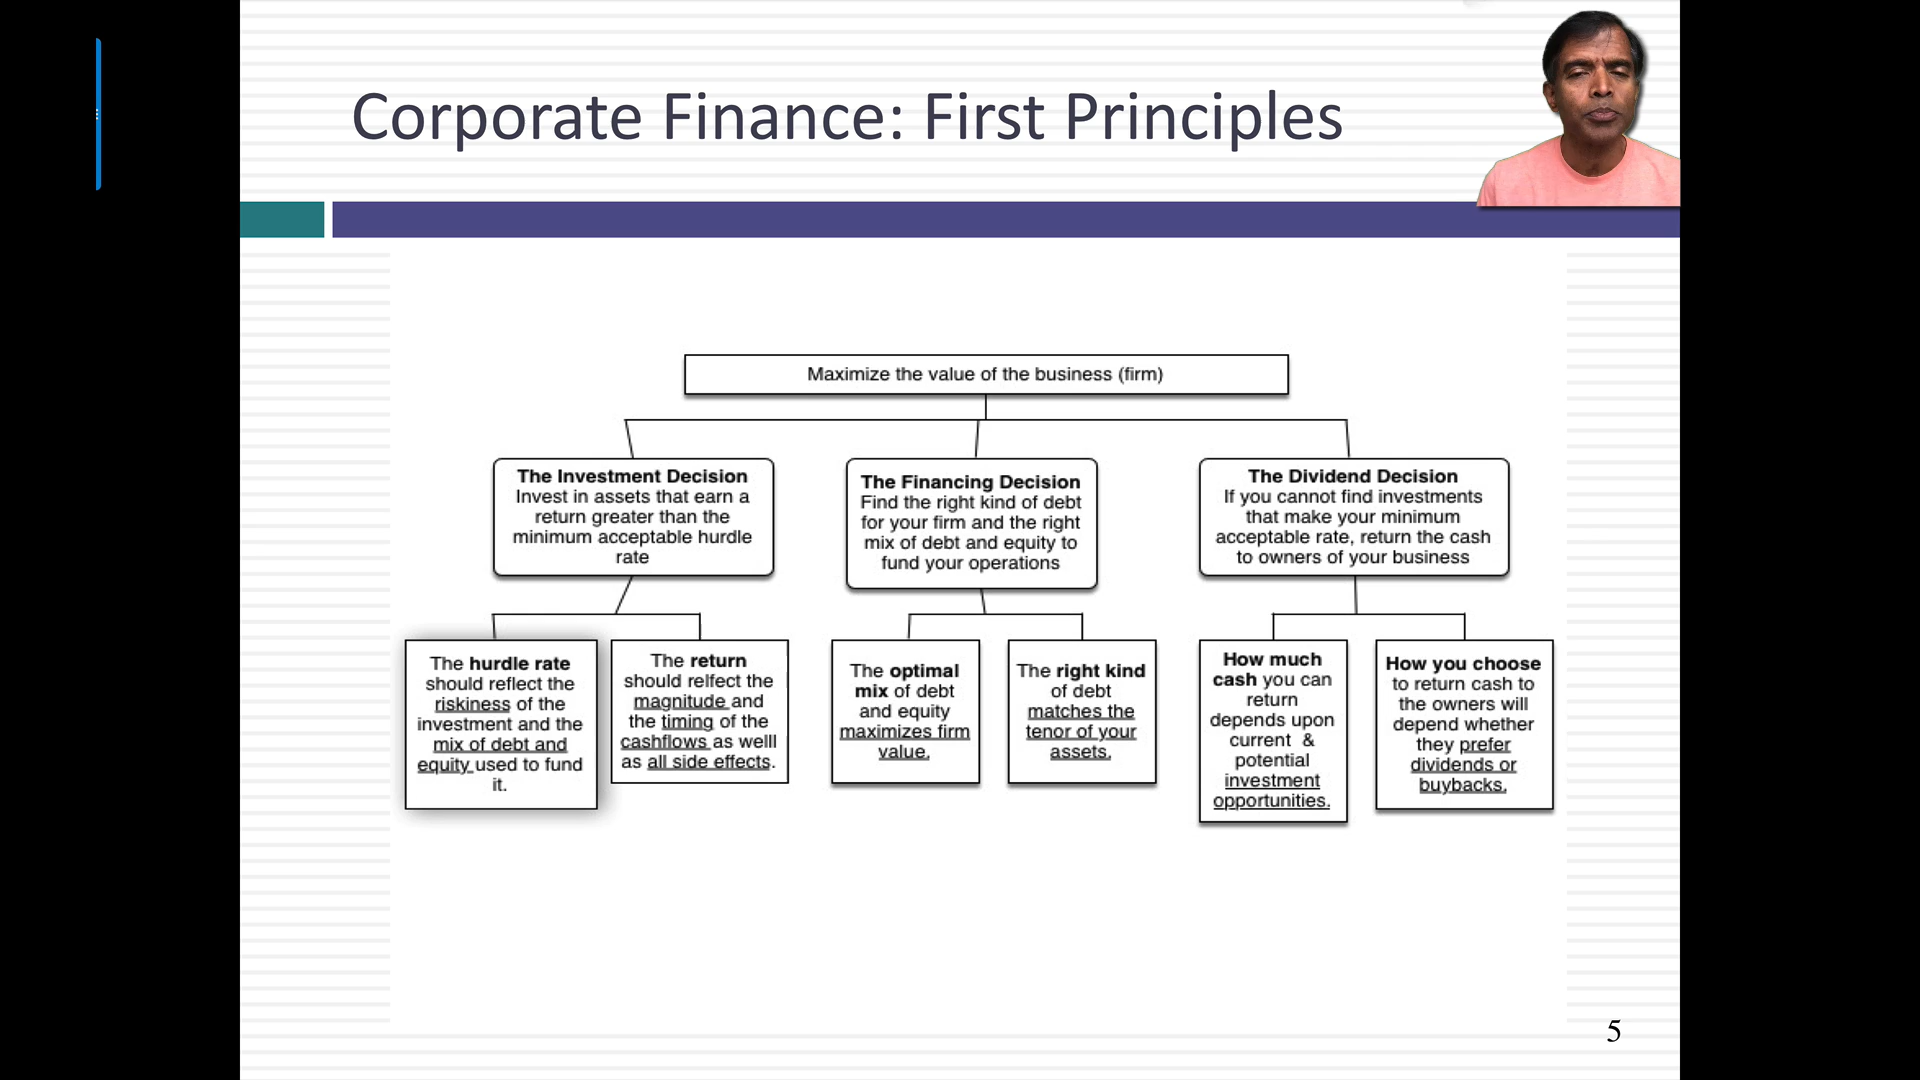 Corporate Finance: First Principles
Maximize the value of the business (firm)
The Investment Decision
Invest in assets that earn a
return greater than the
minimum acceptable hurdle
rate
The Financing Decision
Find the right kind of debt
for your firm and the right
mix of debt and equity to
fund your operations
The Dividend Decision
If you cannot find investments
that make your minimum
acceptable rate, return the cash
to owners of your business
The hurdle rate
should reflect the
riskiness of the
investment and the
mix of debt and
equity used to fund
it.
The return
should relfect the
magnitude and
the timing of the
cashflows as welll
as all side effects.
The optimal
mix of debt
and equity
maximizes firm
value.
The right kind
of debt
matches the
tenor of your
assets.
How much
cash you can
return
depends upon
current &
potential
investment
opportunities.
How you choose
to return cash to
the owners will
depend whether
they prefer
dividends or
buybacks.
5